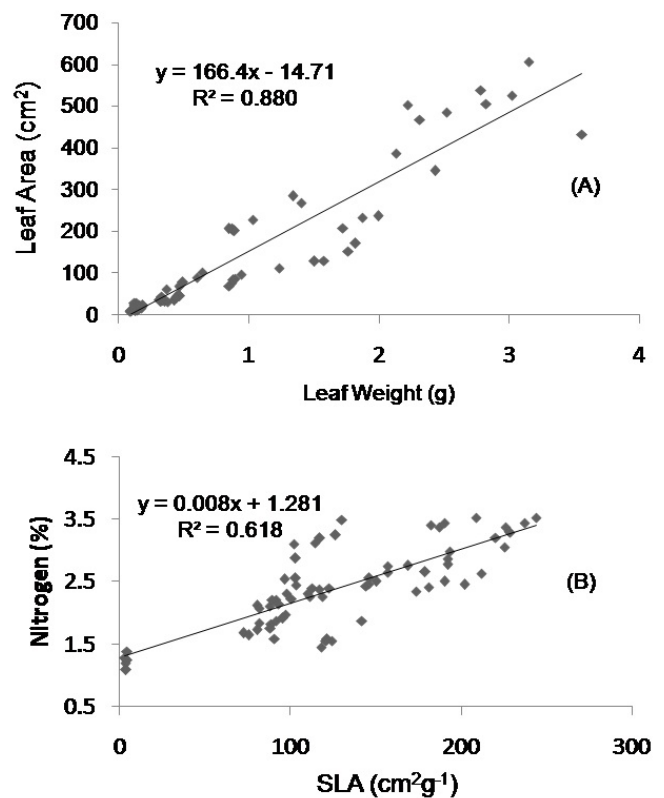 700
600
500
400
300
200
100
0
Leaf Area (cm²)
y = 166.4x - 14.71
R² = 0.880
(A)
0 1 2 3 4
Leaf Weight (g)
4.5
3.5
2.5
1.5
0.5
Nitrogen (%)
y = 0.008x + 1.281
R² = 0.618
(B)
0 100 200 300
SLA (cm²g⁻¹)